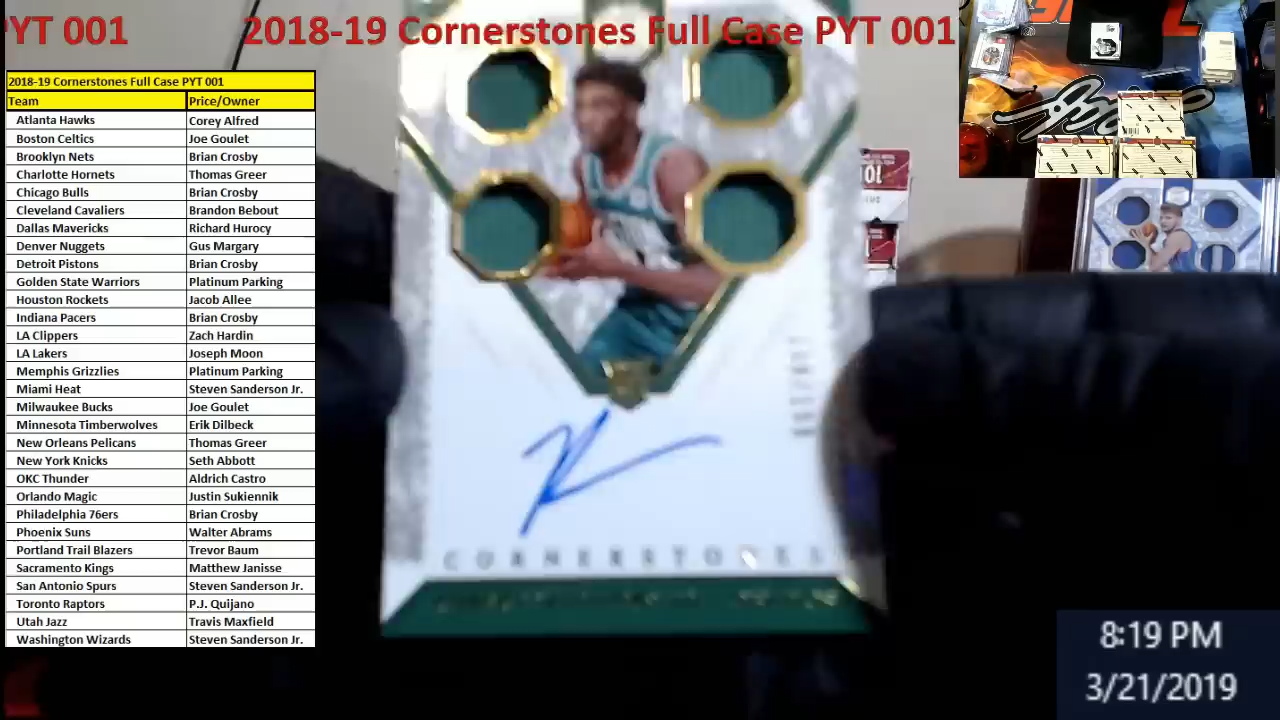 PYT 001 2018-19 Cornerstones Full Case PYT 001
2018-19 Cornerstones Full Case PYT 001
Team Price/Owner
Atlanta Hawks Corey Alfred
Boston Celtics Joe Goulet
Brooklyn Nets Brian Crosby
Charlotte Hornets Thomas Greer
Chicago Bulls Brian Crosby
Cleveland Cavaliers Brandon Bebout
Dallas Mavericks Richard Hurocy
Denver Nuggets Gus Margary
Detroit Pistons Brian Crosby
Golden State Warriors Platinum Parking
Houston Rockets Jacob Allee
Indiana Pacers Brian Crosby
LA Clippers Zach Hardin
LA Lakers Joseph Moon
Memphis Grizzlies Platinum Parking
Miami Heat Steven Sanderson Jr.
Milwaukee Bucks Joe Goulet
Minnesota Timberwolves Erik Dilbeck
New Orleans Pelicans Thomas Greer
New York Knicks Seth Abbott
OKC Thunder Aldrich Castro
Orlando Magic Justin Sukiennik
Philadelphia 76ers Brian Crosby
Phoenix Suns Walter Abrams
Portland Trail Blazers Trevor Baum
Sacramento Kings Matthew Janisse
San Antonio Spurs Steven Sanderson Jr.
Toronto Raptors P.J. Quijano
Utah Jazz Travis Maxfield
Washington Wizards Steven Sanderson Jr.
CORNERSTONES
8:19 PM
3/21/2019